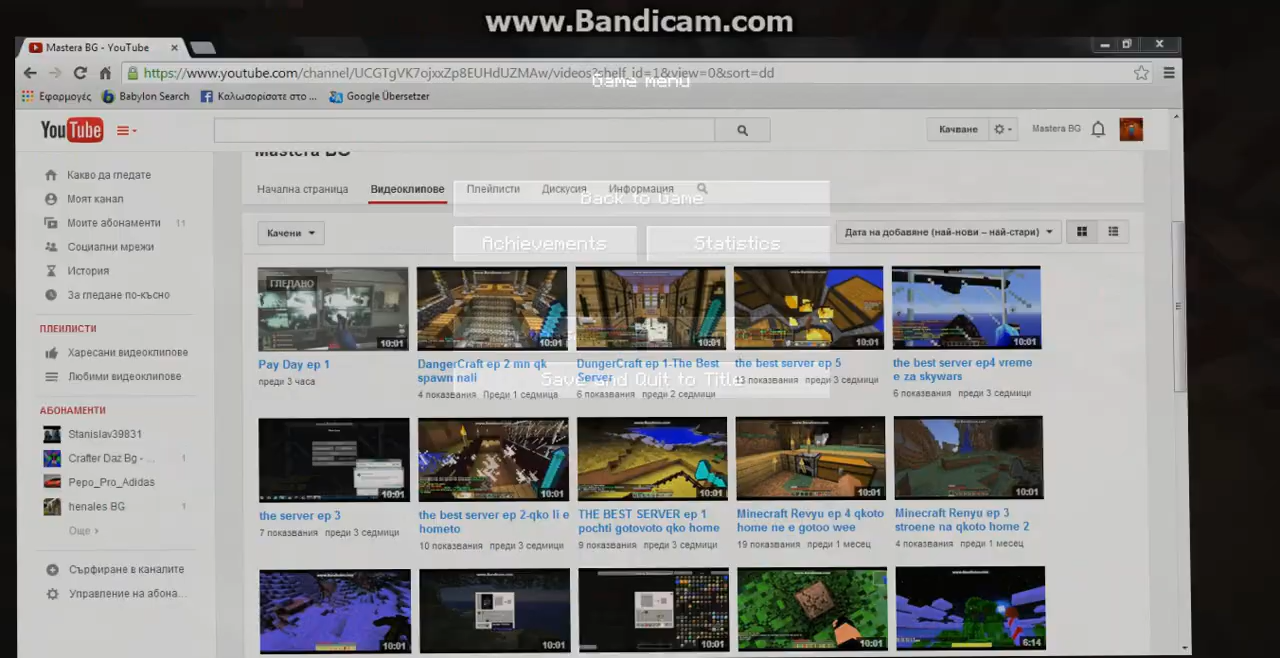 www.Bandicam.com
Mastera BG - YouTube
https://www.youtube.com/channel/UCGTgVK7ojxxZp8EUHdUZMAw/videos?shelf_id=1&view=0&sort=dd
Game menu
Εφαρμογές
Babylon Search
Καλωσορίσατε στο ...
Google Übersetzer
YouTube
Качване
Mastera BG
Mastera BG
Какво да гледате
Моят канал
Моите абонаменти 11
Социални мрежи
История
За гледане по-късно
ПЛЕЙЛИСТИ
Харесани видеоклипове
Любими видеоклипове
АБОНАМЕНТИ
Stanislav39831
Crafter Daz Bg - ... 1
Pepo_Pro_Adidas
henales BG 1
Още ›
Сърфиране в каналите
Управление на абона...
Начална страница
Видеоклипове
Плейлисти
Дискусия
Информация
Back to Game
Качени
Achievements
Statistics
Дата на добавяне (най-нови – най-стари)
ГЛЕДАНО
10:01
10:01
10:01
10:01
10:01
Pay Day ep 1
преди 3 часа
DangerCraft ep 2 mn qk
spawn nali
4 показвания Преди 1 седмица
DungerCraft ep 1-The Best
Server
6 показвания преди 2 седмици
the best server ep 5
13 показвания преди 3 седмици
the best server ep4 vreme
e za skywars
6 показвания преди 3 седмици
Save and Quit to Title
10:01
10:01
10:01
10:01
10:01
the server ep 3
7 показвания преди 3 седмици
the best server ep 2-qko li e
hometo
10 показвания преди 3 седмици
THE BEST SERVER ep 1
pochti gotovoto qko home
9 показвания преди 3 седмици
Minecraft Revyu ep 4 qkoto
home ne e gotoo wee
19 показвания преди 1 месец
Minecraft Renyu ep 3
stroene na qkoto home 2
4 показвания преди 1 месец
10:01
10:01
10:01
10:01
6:14